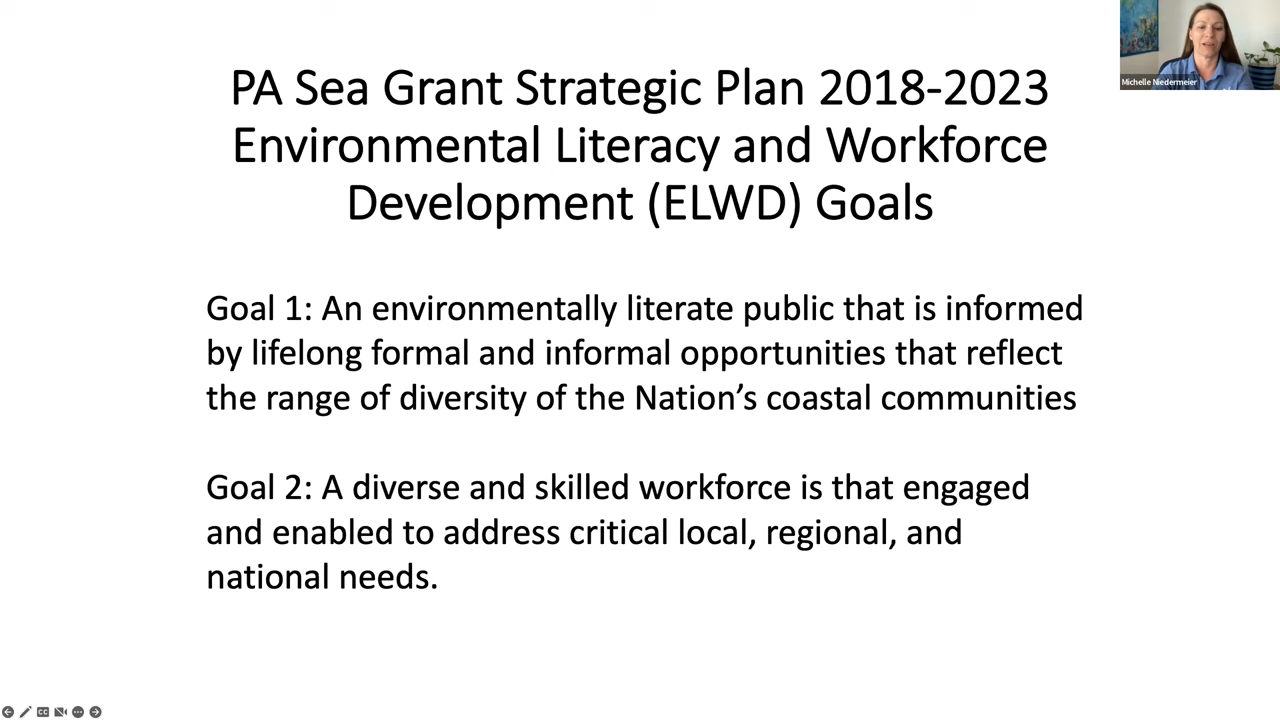 PA Sea Grant Strategic Plan 2018-2023
Environmental Literacy and Workforce
Development (ELWD) Goals
Michelle Niedermeier
Goal 1: An environmentally literate public that is informed
by lifelong formal and informal opportunities that reflect
the range of diversity of the Nation’s coastal communities
Goal 2: A diverse and skilled workforce is that engaged
and enabled to address critical local, regional, and
national needs.
CC